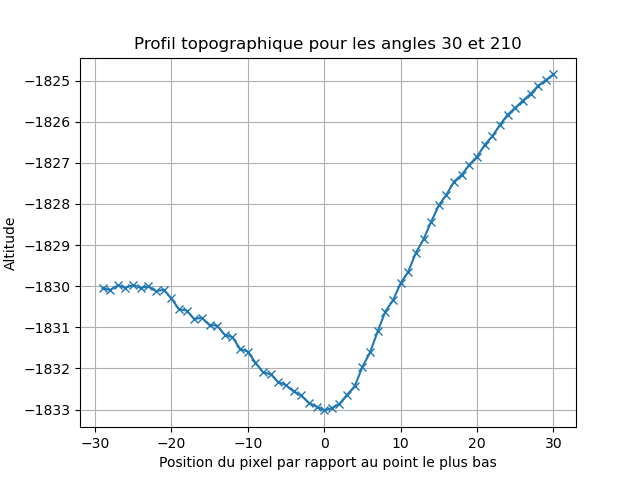 Profil topographique pour les angles 30 et 210
Altitude
−1825
−1826
−1827
−1828
−1829
−1830
−1831
−1832
−1833
−30 −20 −10 0 10 20 30
Position du pixel par rapport au point le plus bas